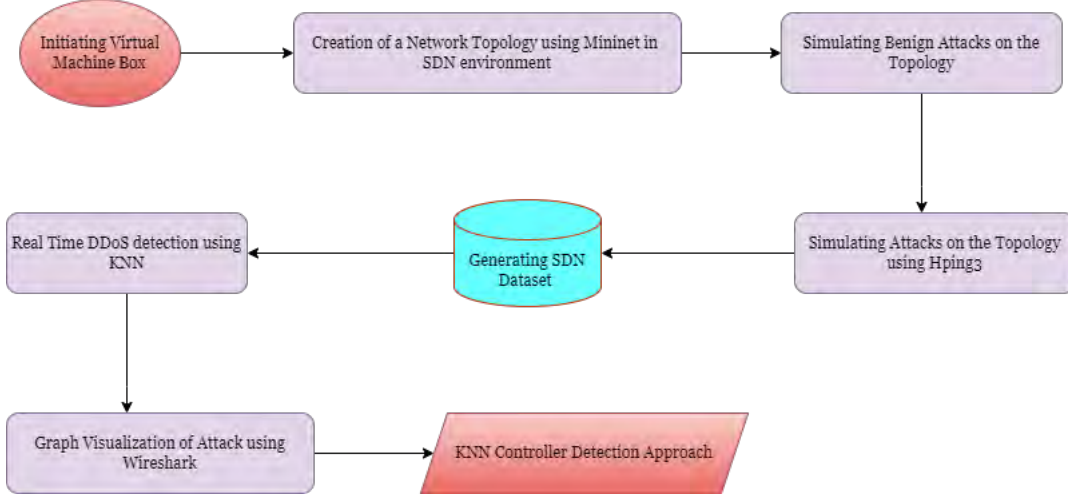 Initiating Virtual
Machine Box
Creation of a Network Topology using Mininet in
SDN environment
Simulating Benign Attacks on the
Topology
Simulating Attacks on the Topology
using Hping3
Generating SDN
Dataset
Real Time DDoS detection using
KNN
Graph Visualization of Attack using
Wireshark
KNN Controller Detection Approach